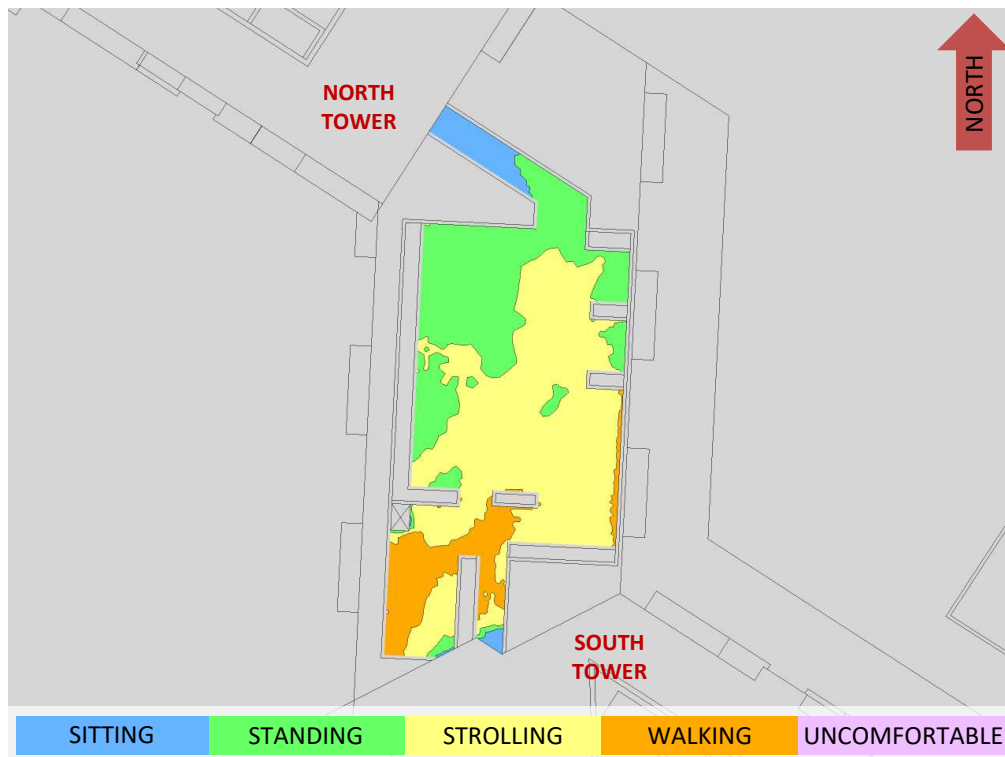 NORTH
TOWER
NORTH
SOUTH
TOWER
SITTING STANDING STROLLING WALKING UNCOMFORTABLE